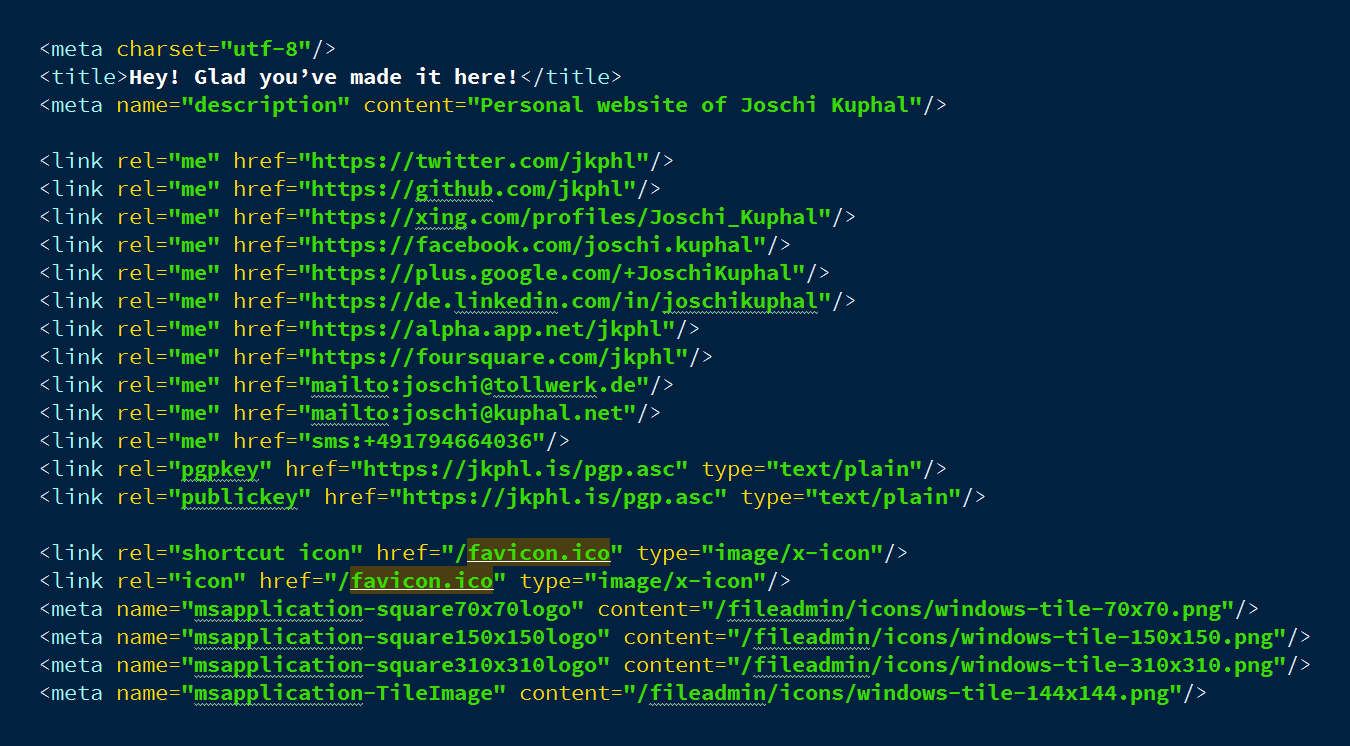 <meta charset="utf-8"/>
<title>Hey! Glad you’ve made it here!</title>
<meta name="description" content="Personal website of Joschi Kuphal"/>
<link rel="me" href="https://twitter.com/jkphl"/>
<link rel="me" href="https://github.com/jkphl"/>
<link rel="me" href="https://xing.com/profiles/Joschi_Kuphal"/>
<link rel="me" href="https://facebook.com/joschi.kuphal"/>
<link rel="me" href="https://plus.google.com/+JoschiKuphal"/>
<link rel="me" href="https://de.linkedin.com/in/joschikuphal"/>
<link rel="me" href="https://alpha.app.net/jkphl"/>
<link rel="me" href="https://foursquare.com/jkphl"/>
<link rel="me" href="mailto:joschi@tollwerk.de"/>
<link rel="me" href="mailto:joschi@kuphal.net"/>
<link rel="me" href="sms:+491794664036"/>
<link rel="pgpkey" href="https://jkphl.is/pgp.asc" type="text/plain"/>
<link rel="publickey" href="https://jkphl.is/pgp.asc" type="text/plain"/>
<link rel="shortcut icon" href="/favicon.ico" type="image/x-icon"/>
<link rel="icon" href="/favicon.ico" type="image/x-icon"/>
<meta name="msapplication-square70x70logo" content="/fileadmin/icons/windows-tile-70x70.png"/>
<meta name="msapplication-square150x150logo" content="/fileadmin/icons/windows-tile-150x150.png"/>
<meta name="msapplication-square310x310logo" content="/fileadmin/icons/windows-tile-310x310.png"/>
<meta name="msapplication-TileImage" content="/fileadmin/icons/windows-tile-144x144.png"/>